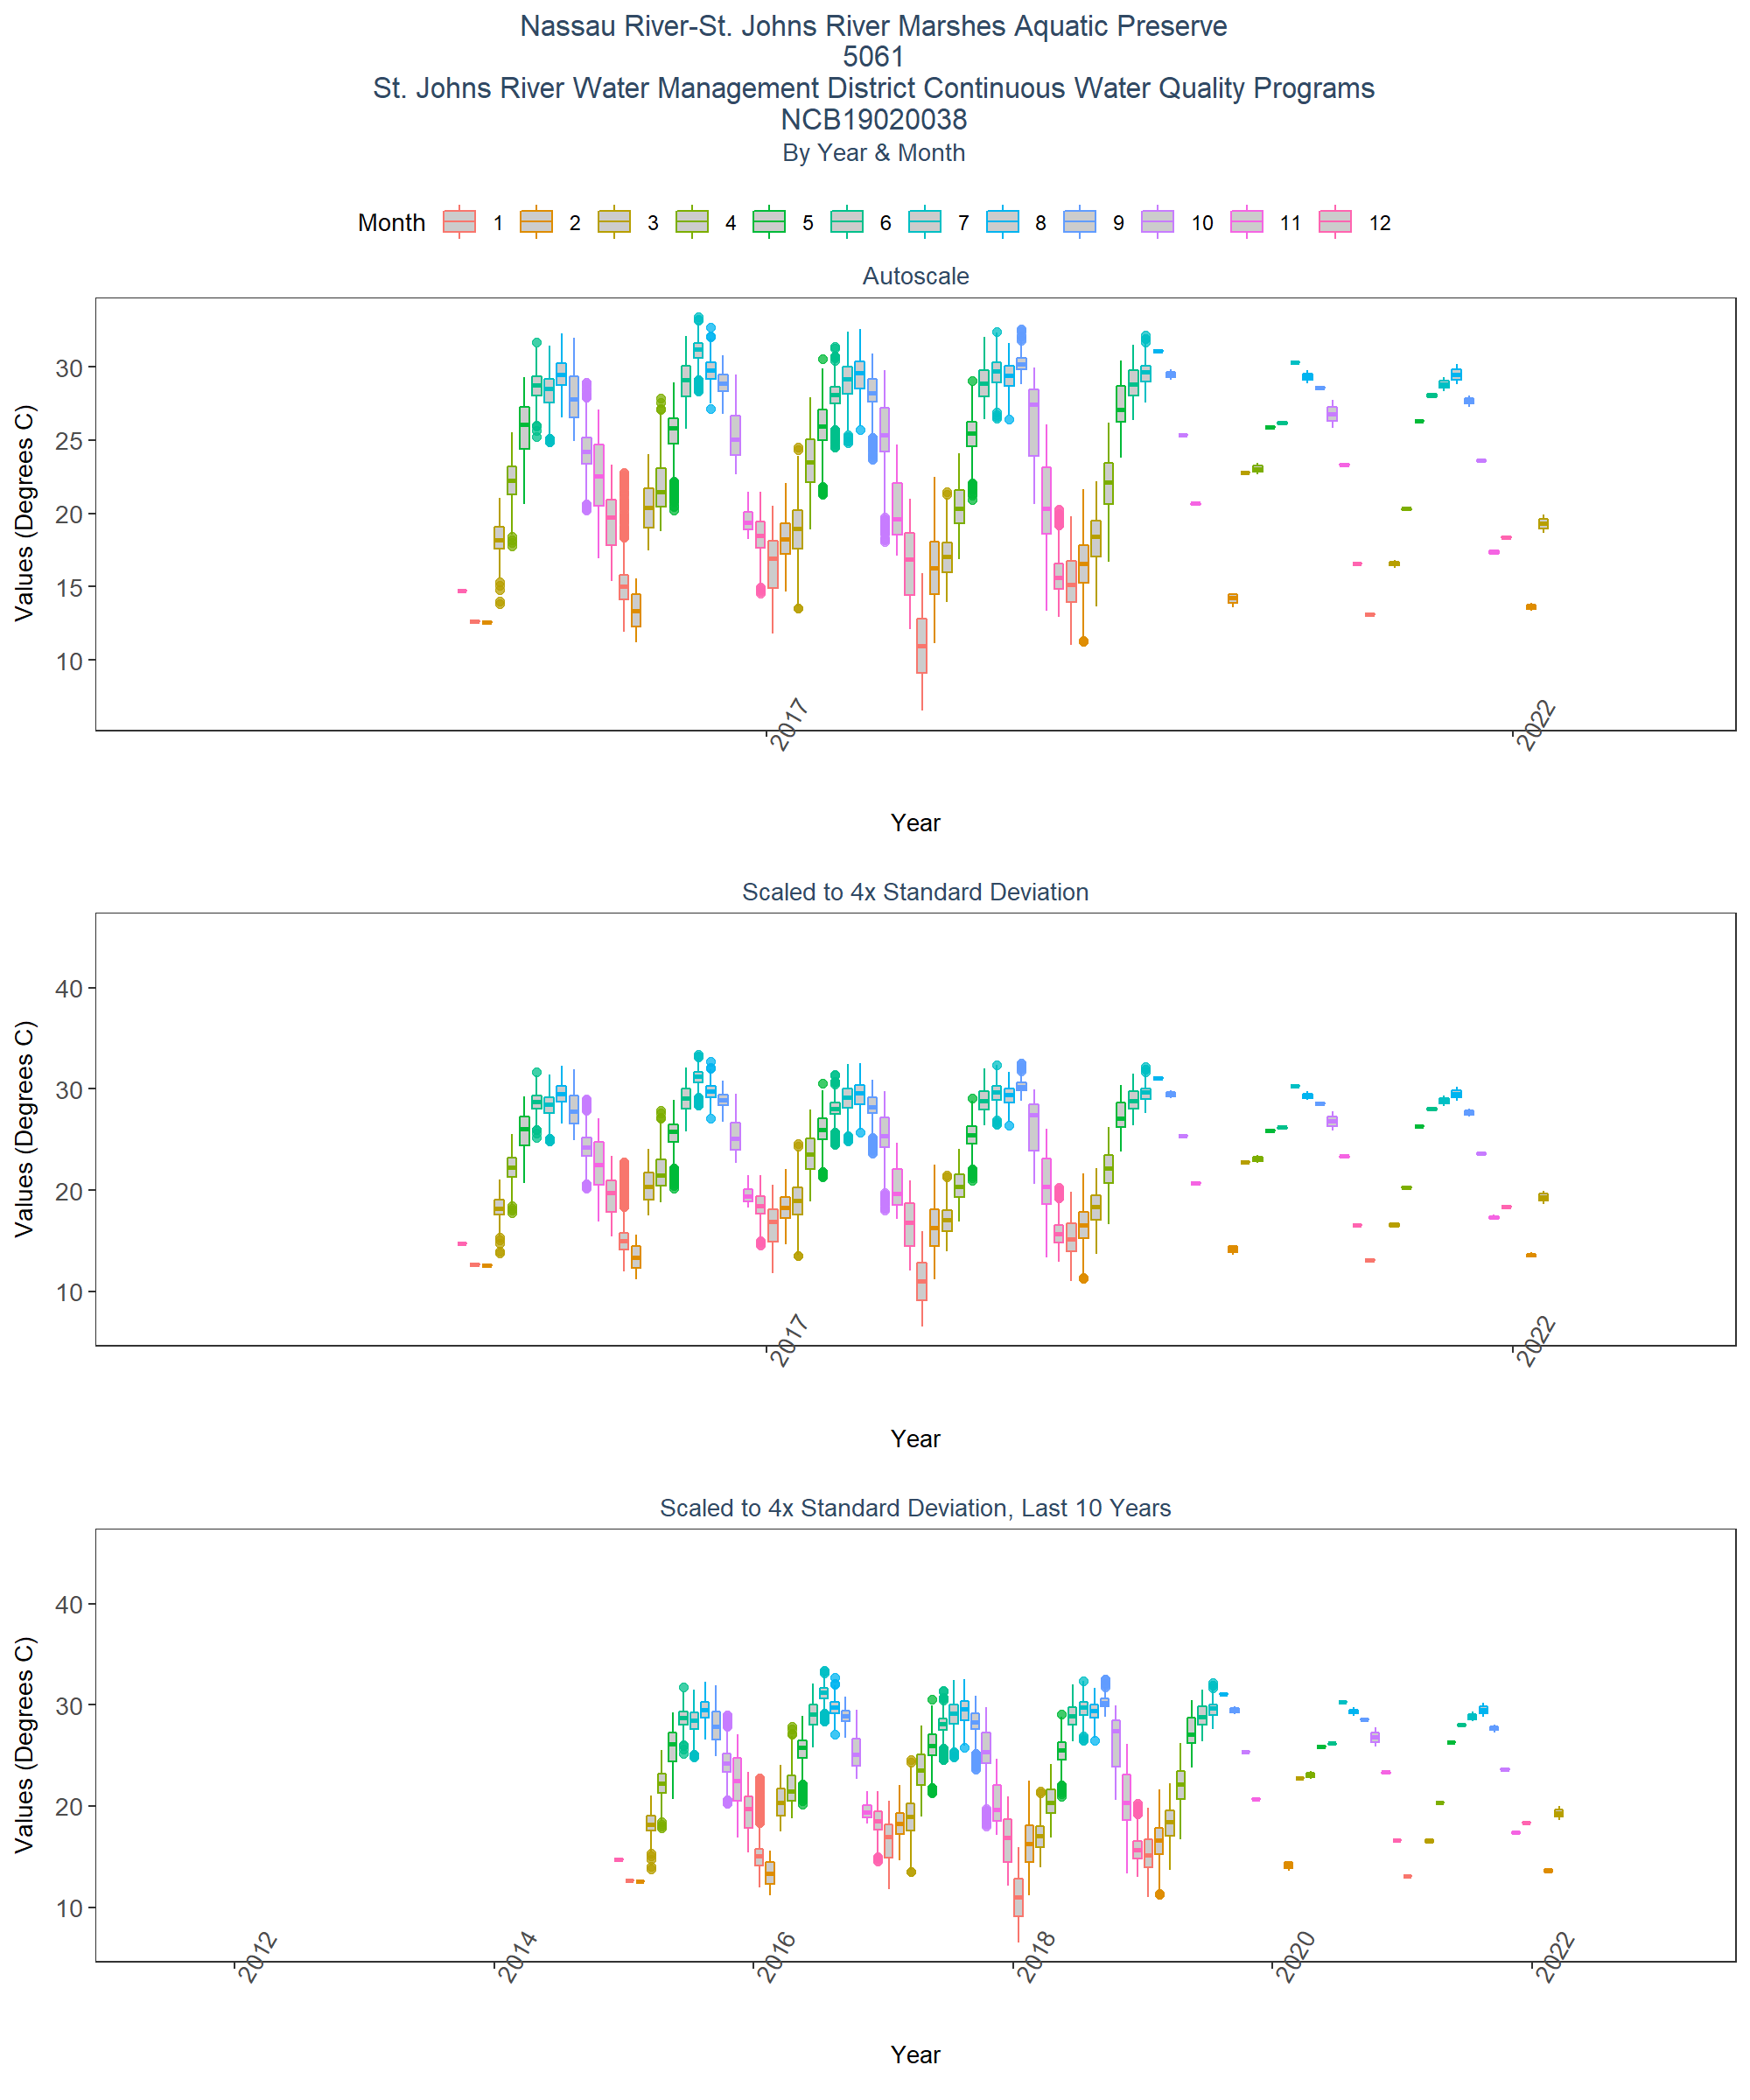 Nassau River-St. Johns River Marshes Aquatic Preserve
5061
St. Johns River Water Management District Continuous Water Quality Programs
NCB19020038
By Year & Month
Month 1 2 3 4 5 6 7 8 9 10 11 12
Autoscale
Values (Degrees C)
30
25
20
15
10
2017 2022
Year
Scaled to 4x Standard Deviation
Values (Degrees C)
40
30
20
10
2017 2022
Year
Scaled to 4x Standard Deviation, Last 10 Years
Values (Degrees C)
40
30
20
10
2012 2014 2016 2018 2020 2022
Year